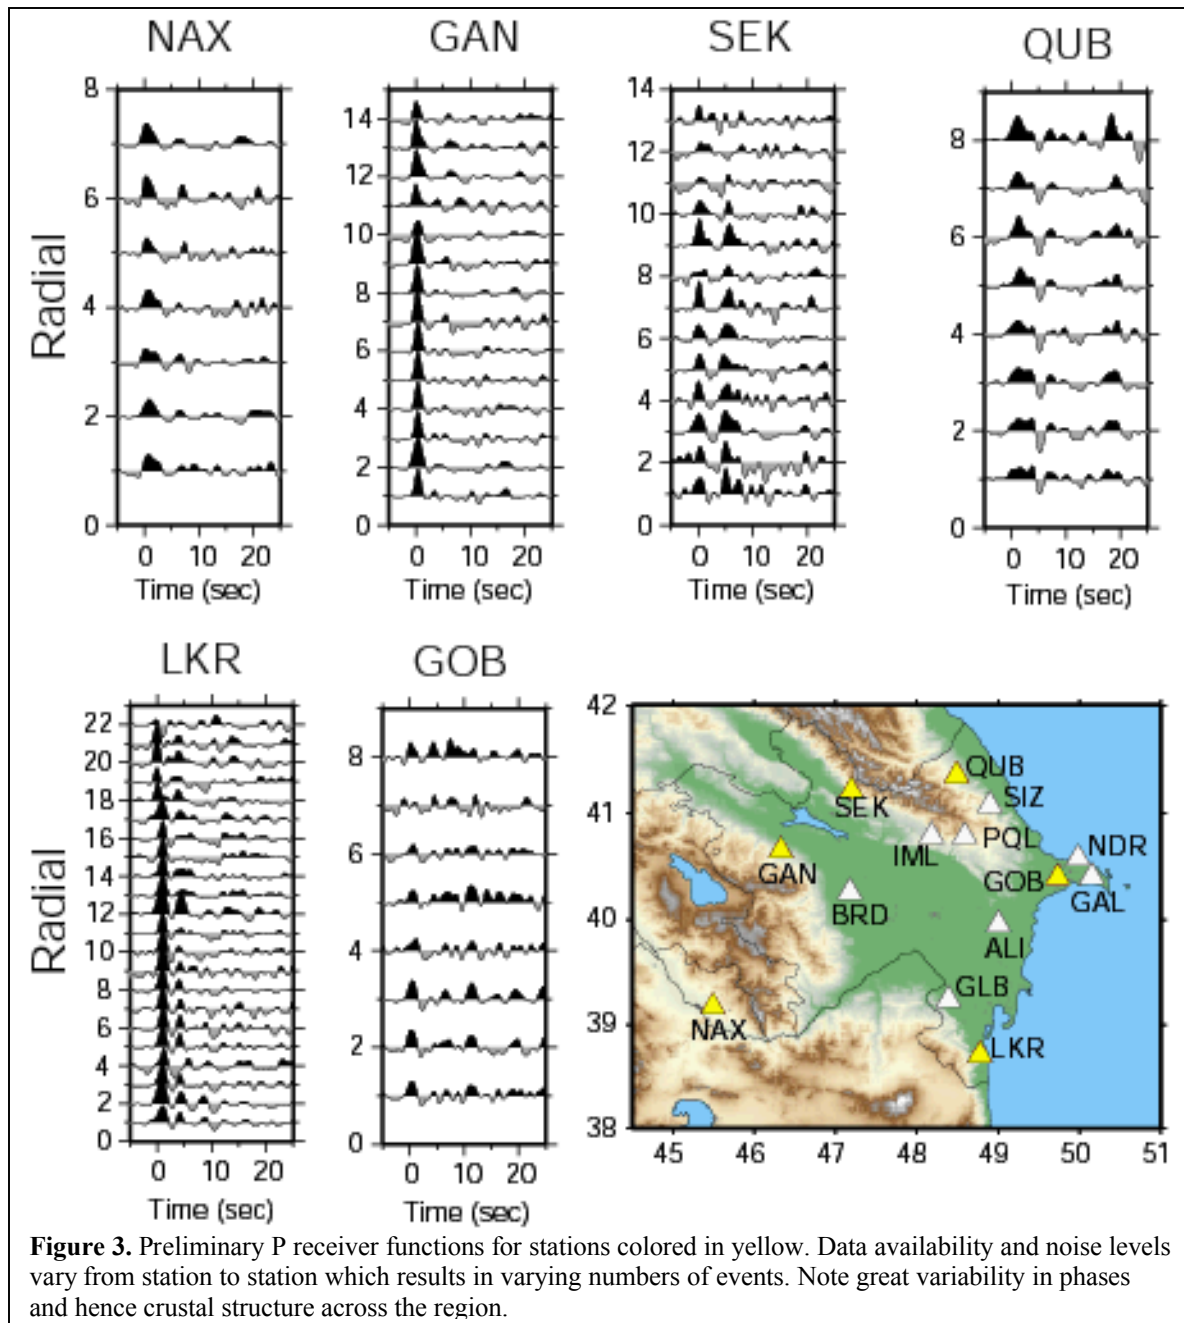 NAX GAN SEK QUB
8 6 4 2 0
14 12 10 8 6 4 2 0
14 12 10 8 6 4 2 0
8 6 4 2 0
Radial
0 10 20 0 10 20 0 10 20 0 10 20
Time (sec) Time (sec) Time (sec) Time (sec)
LKR GOB
22 20 18 16 14 12 10 8 6 4 2 0
8 6 4 2 0
Radial
0 10 20 0 10 20
Time (sec) Time (sec)
42
QUB
SEK SIZ
41
IML PQL NDR
GAN GOB GAL
BRD
40
ALI
GLB
39
NAX LKR
38
45 46 47 48 49 50 51
Figure 3. Preliminary P receiver functions for stations colored in yellow. Data availability and noise levels
vary from station to station which results in varying numbers of events. Note great variability in phases
and hence crustal structure across the region.